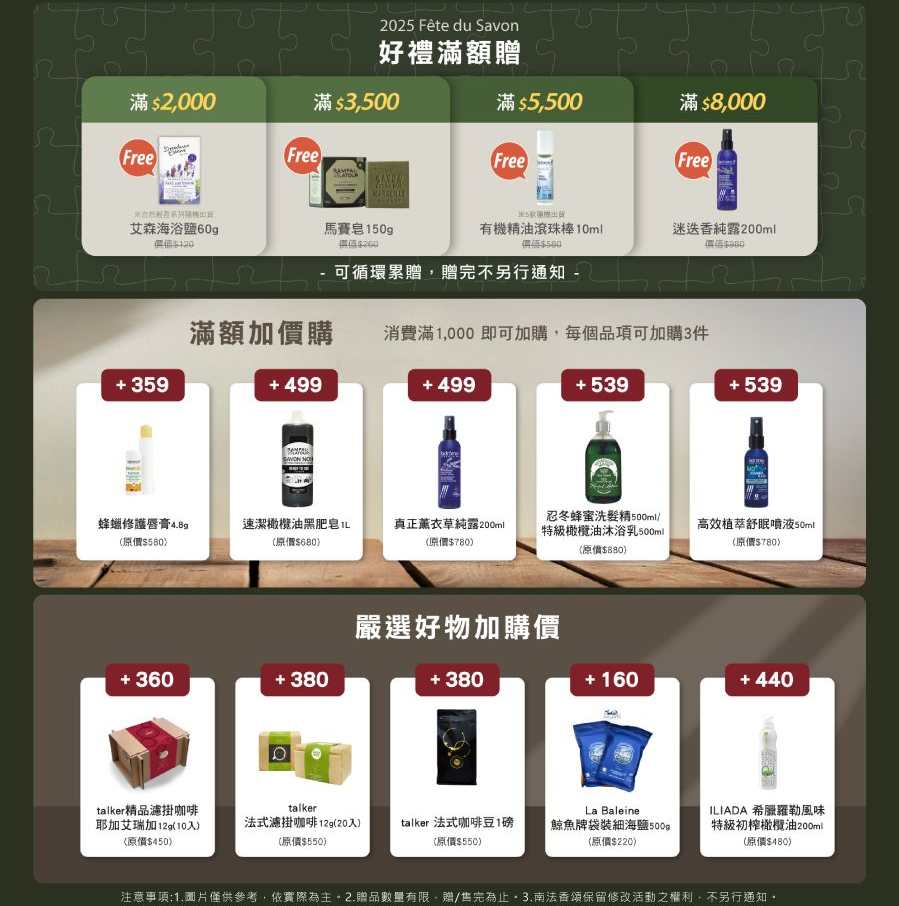 2025 Fête du Savon
好禮滿額贈
滿 $2,000
滿 $3,500
滿 $5,500
滿 $8,000
Free
Free
Free
Free
RAMPAL
LATOUR
※5款隨機出貨
艾森海浴鹽60g
馬賽皂150g
有機精油滾珠棒10ml
迷迭香純露200ml
價值$120
價值$260
價值$580
價值$980
- 可循環累贈，贈完不另行通知 -
滿額加價購
消費滿1,000 即可加購，每個品項可加購3件
+ 359
+ 499
+ 499
+ 539
+ 539
RAMPAL
LATOUR
SAVON NOIR
蜂蠟修護唇膏4.8g
(原價$580)
速潔橄欖油黑肥皂1L
(原價$680)
真正薰衣草純露200ml
(原價$780)
忍冬蜂蜜洗髮精500ml/
特級橄欖油沐浴乳500ml
(原價$880)
高效植萃舒眠噴液50ml
(原價$780)
嚴選好物加購價
+ 360
+ 380
+ 380
+ 160
+ 440
talker精品濾掛咖啡
耶加艾瑞加12g(10入)
(原價$450)
talker
法式濾掛咖啡12g(20入)
(原價$550)
talker 法式咖啡豆1磅
(原價$550)
La Baleine
鯨魚牌袋裝細海鹽500g
(原價$220)
ILIADA 希臘羅勒風味
特級初榨橄欖油200ml
(原價$480)
注意事項:1.圖片僅供參考，依實際為主。2.贈品數量有限，贈/售完為止。3.南法香頌保留修改活動之權利，不另行通知。